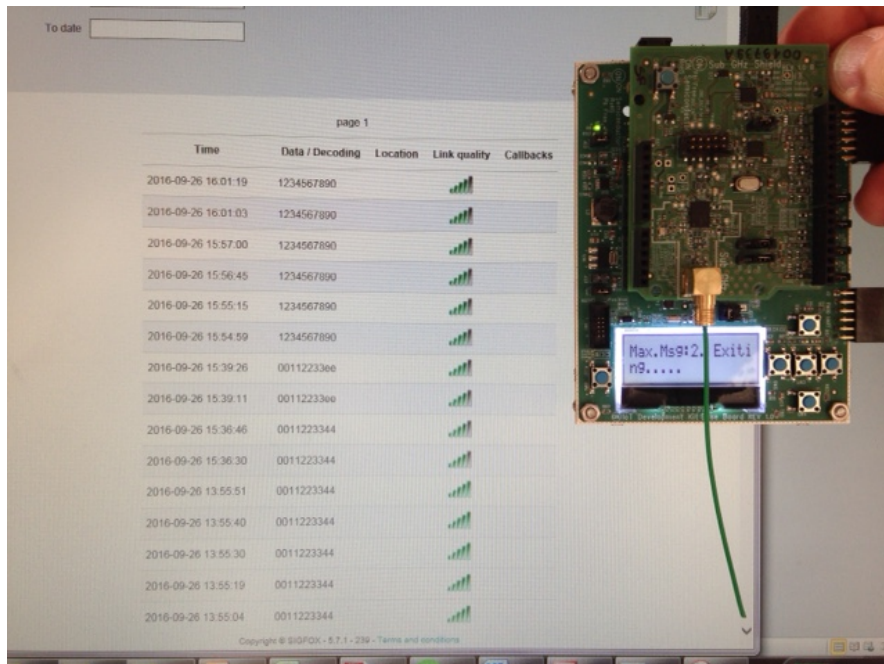 To date
page 1
Time Data / Decoding Location Link quality Callbacks
2016-09-26 16:01:19 1234567890
2016-09-26 16:01:03 1234567890
2016-09-26 15:57:00 1234567890
2016-09-26 15:56:45 1234567890
2016-09-26 15:55:15 1234567890
2016-09-26 15:54:59 1234567890
2016-09-26 15:39:26 00112233ee
2016-09-26 15:39:11 00112233ee
2016-09-26 15:36:46 0011223344
2016-09-26 15:36:30 0011223344
2016-09-26 13:55:51 0011223344
2016-09-26 13:55:40 0011223344
2016-09-26 13:55:30 0011223344
2016-09-26 13:55:19 0011223344
2016-09-26 13:55:04 0011223344
Copyright © SIGFOX - 5.7.1 - 239 - Terms and conditions
Sub GHz Shield
Max.Msg:2. Exiti
ng.....
Board REV